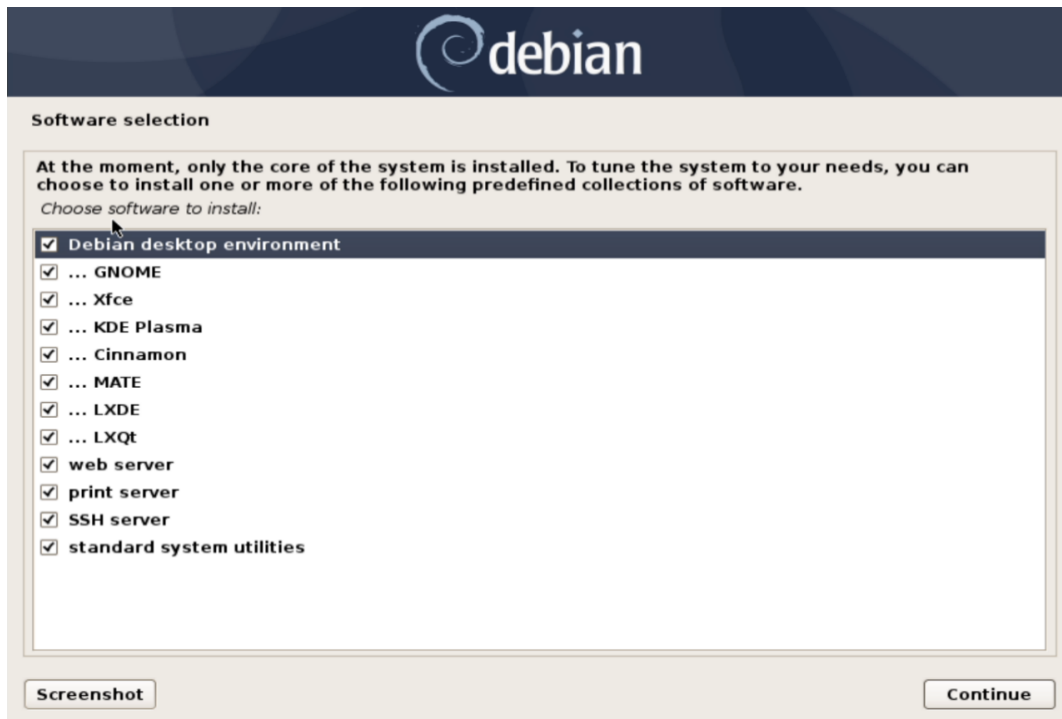 debian
Software selection
At the moment, only the core of the system is installed. To tune the system to your needs, you can
choose to install one or more of the following predefined collections of software.
Choose software to install:
Debian desktop environment
... GNOME
... Xfce
... KDE Plasma
... Cinnamon
... MATE
... LXDE
... LXQt
web server
print server
SSH server
standard system utilities
Screenshot
Continue